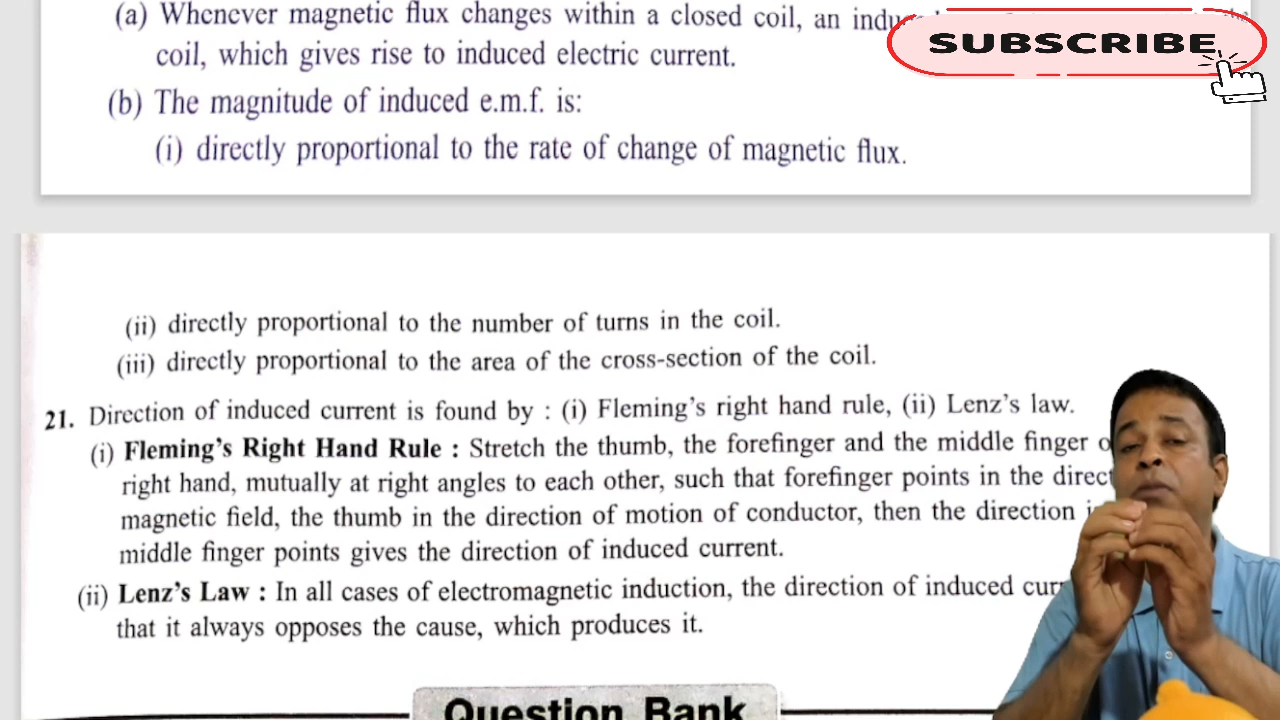 (a) Whenever magnetic flux changes within a closed coil, an
SUBSCRIBE
coil, which gives rise to induced electric current.
(b) The magnitude of induced e.m.f. is:
(i) directly proportional to the rate of change of magnetic flux.
(ii) directly proportional to the number of turns in the coil.
(iii) directly proportional to the area of the cross-section of the coil.
21. Direction of induced current is found by : (i) Fleming's right hand rule, (ii) Lenz's law.
(i) Fleming's Right Hand Rule : Stretch the thumb, the forefinger and the middle finger
right hand, mutually at right angles to each other, such that forefinger points in the
magnetic field, the thumb in the direction of motion of conductor, then the direction
middle finger points gives the direction of induced current.
(ii) Lenz's Law : In all cases of electromagnetic induction, the direction of induced
that it always opposes the cause, which produces it.
Question Bank